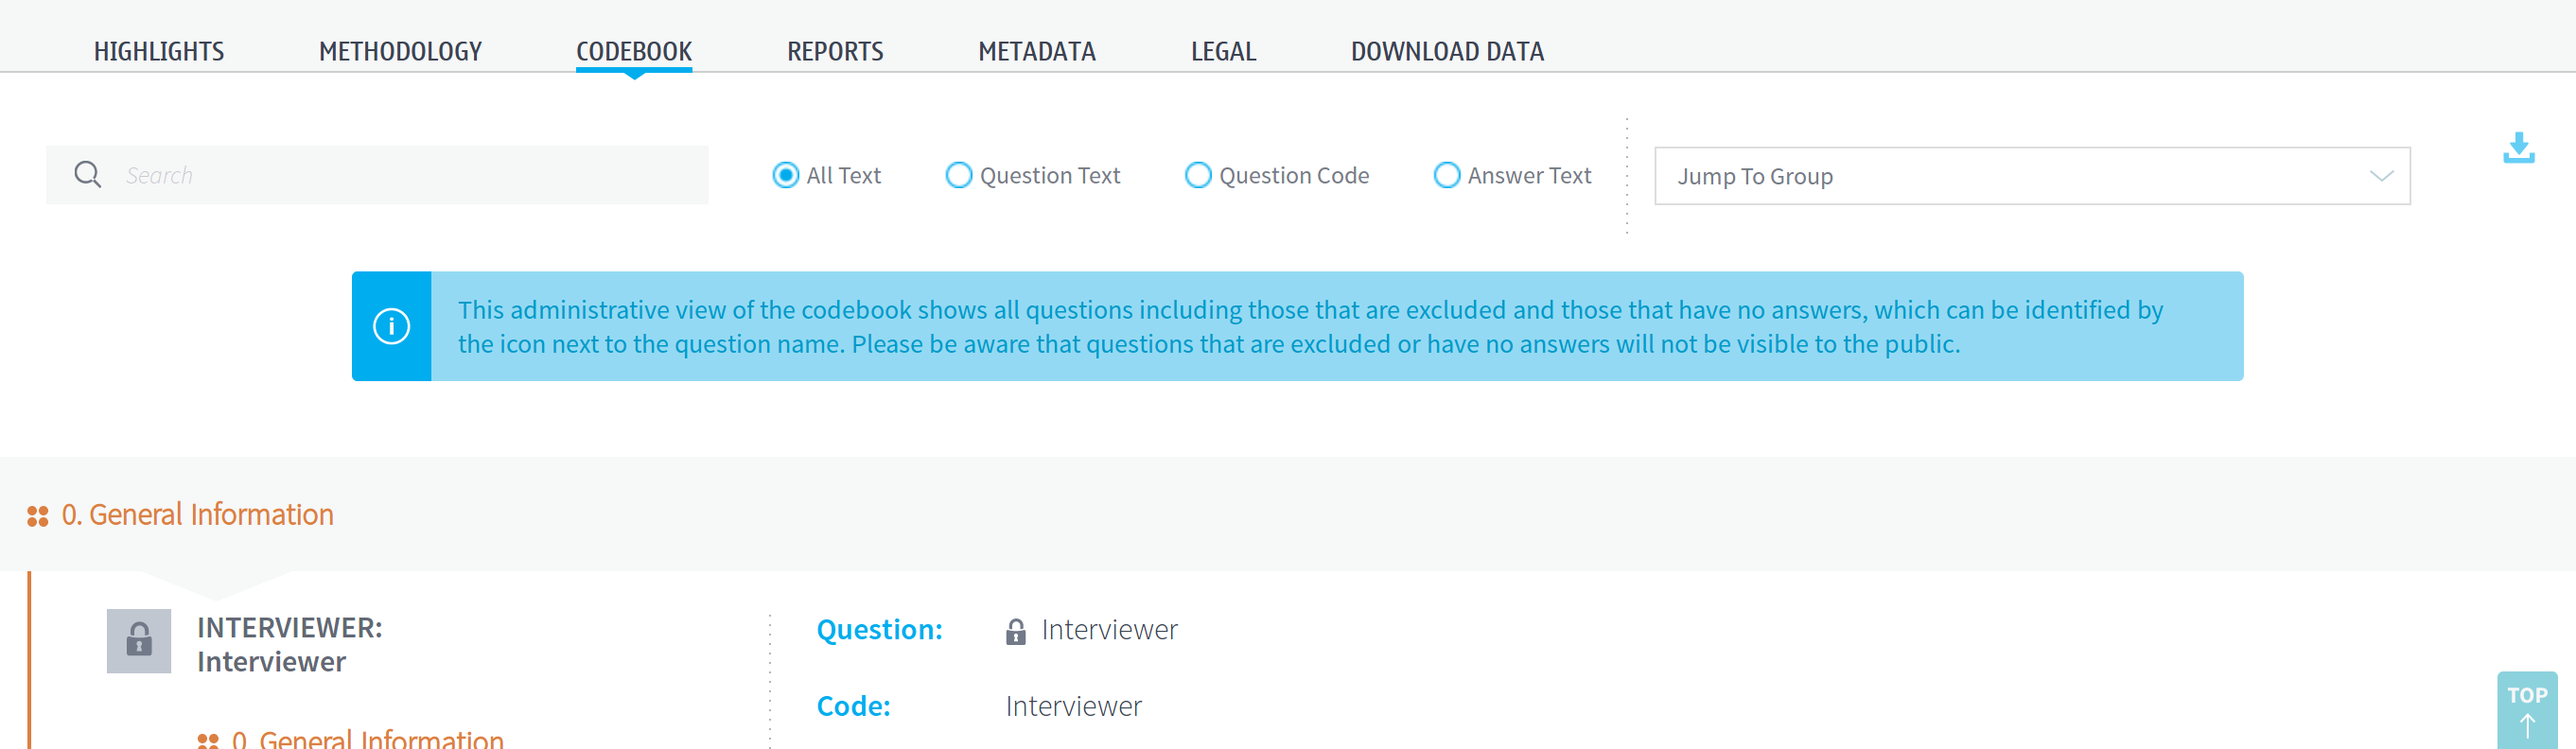 HIGHLIGHTS METHODOLOGY CODEBOOK REPORTS METADATA LEGAL DOWNLOAD DATA
Search All Text Question Text Question Code Answer Text Jump To Group
This administrative view of the codebook shows all questions including those that are excluded and those that have no answers, which can be identified by
the icon next to the question name. Please be aware that questions that are excluded or have no answers will not be visible to the public.
0. General Information
INTERVIEWER:
Interviewer
0. General Information
Question: Interviewer
Code: Interviewer
TOP